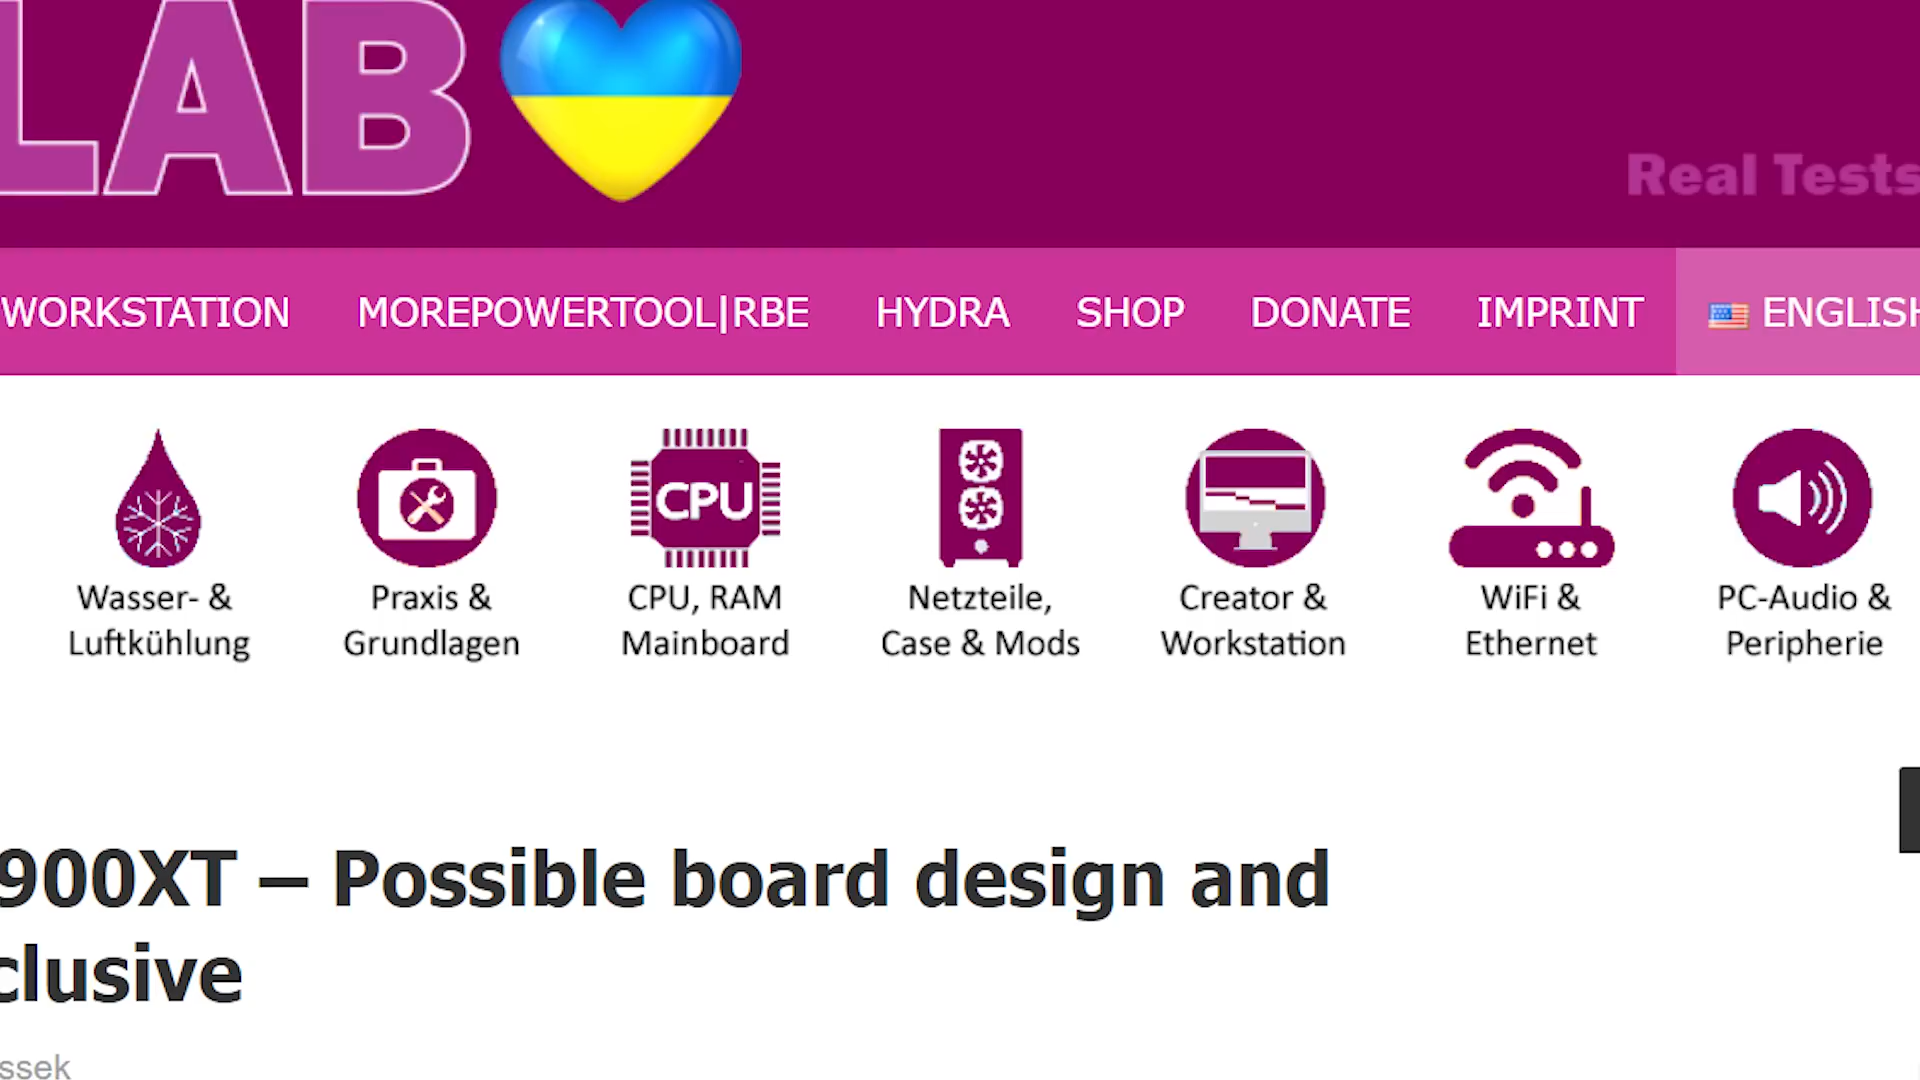 LAB
Real Tests
WORKSTATION MOREPOWERTOOL|RBE HYDRA SHOP DONATE IMPRINT ENGLISH
CPU
Wasser- & Luftkühlung
Praxis & Grundlagen
CPU, RAM Mainboard
Netzteile, Case & Mods
Creator & Workstation
WiFi & Ethernet
PC-Audio & Peripherie
900XT – Possible board design and
clusive
ssek